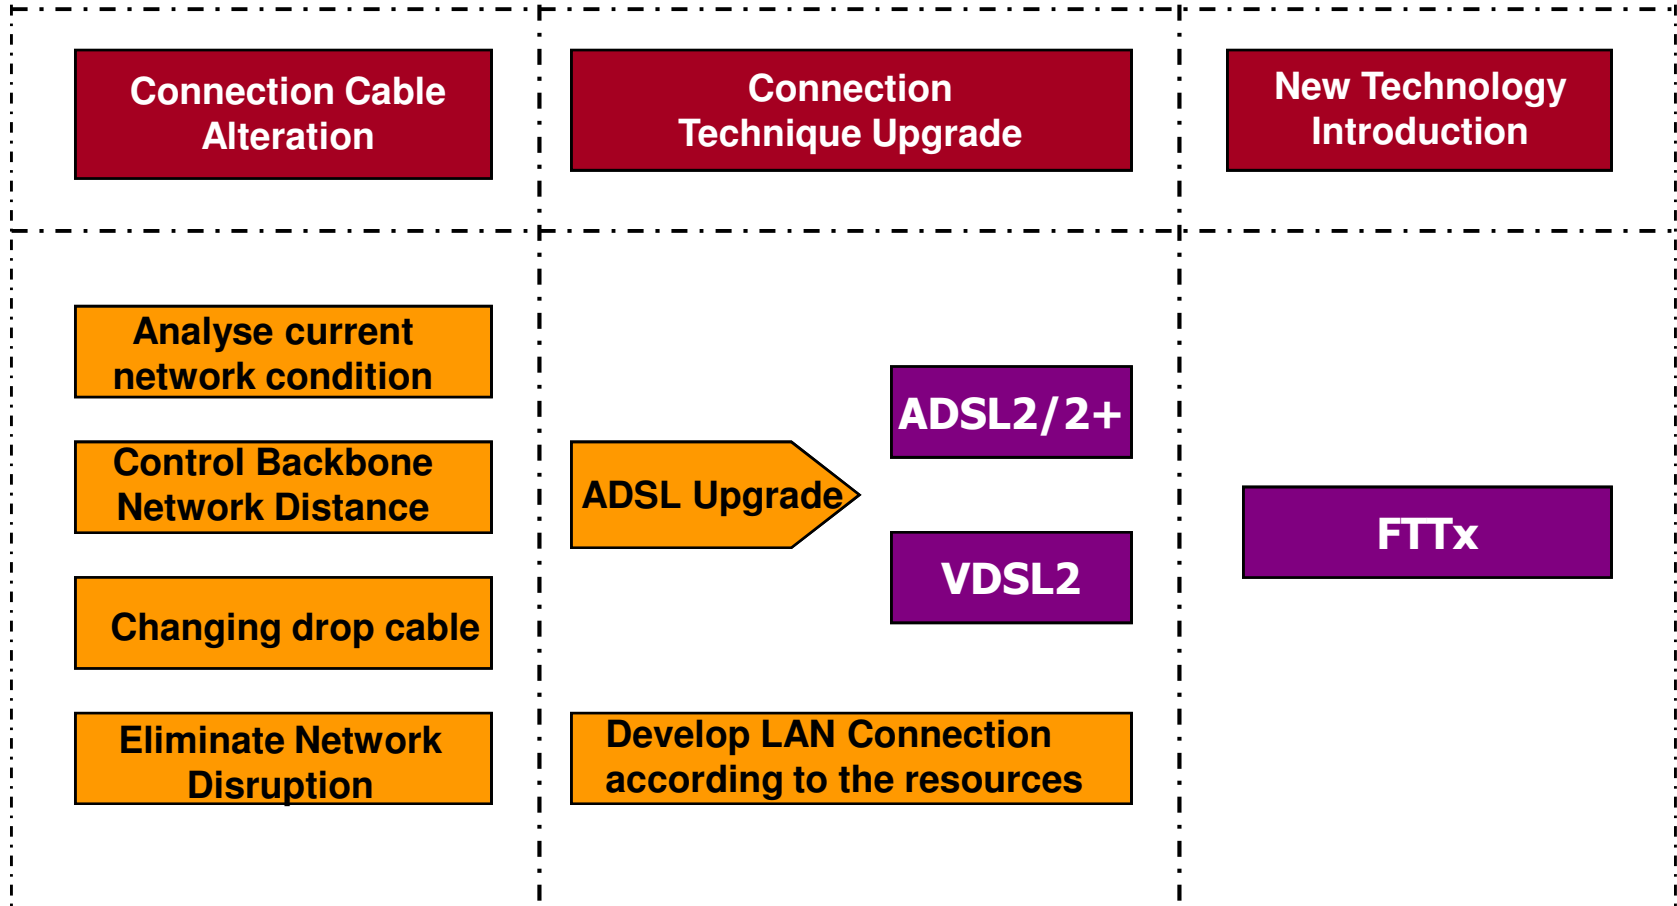 Connection Cable
Alteration
Connection
Technique Upgrade
New Technology
Introduction
Analyse current
network condition
Control Backbone
Network Distance
Changing drop cable
Eliminate Network
Disruption
ADSL Upgrade
ADSL2/2+
VDSL2
Develop LAN Connection
according to the resources
FTTx